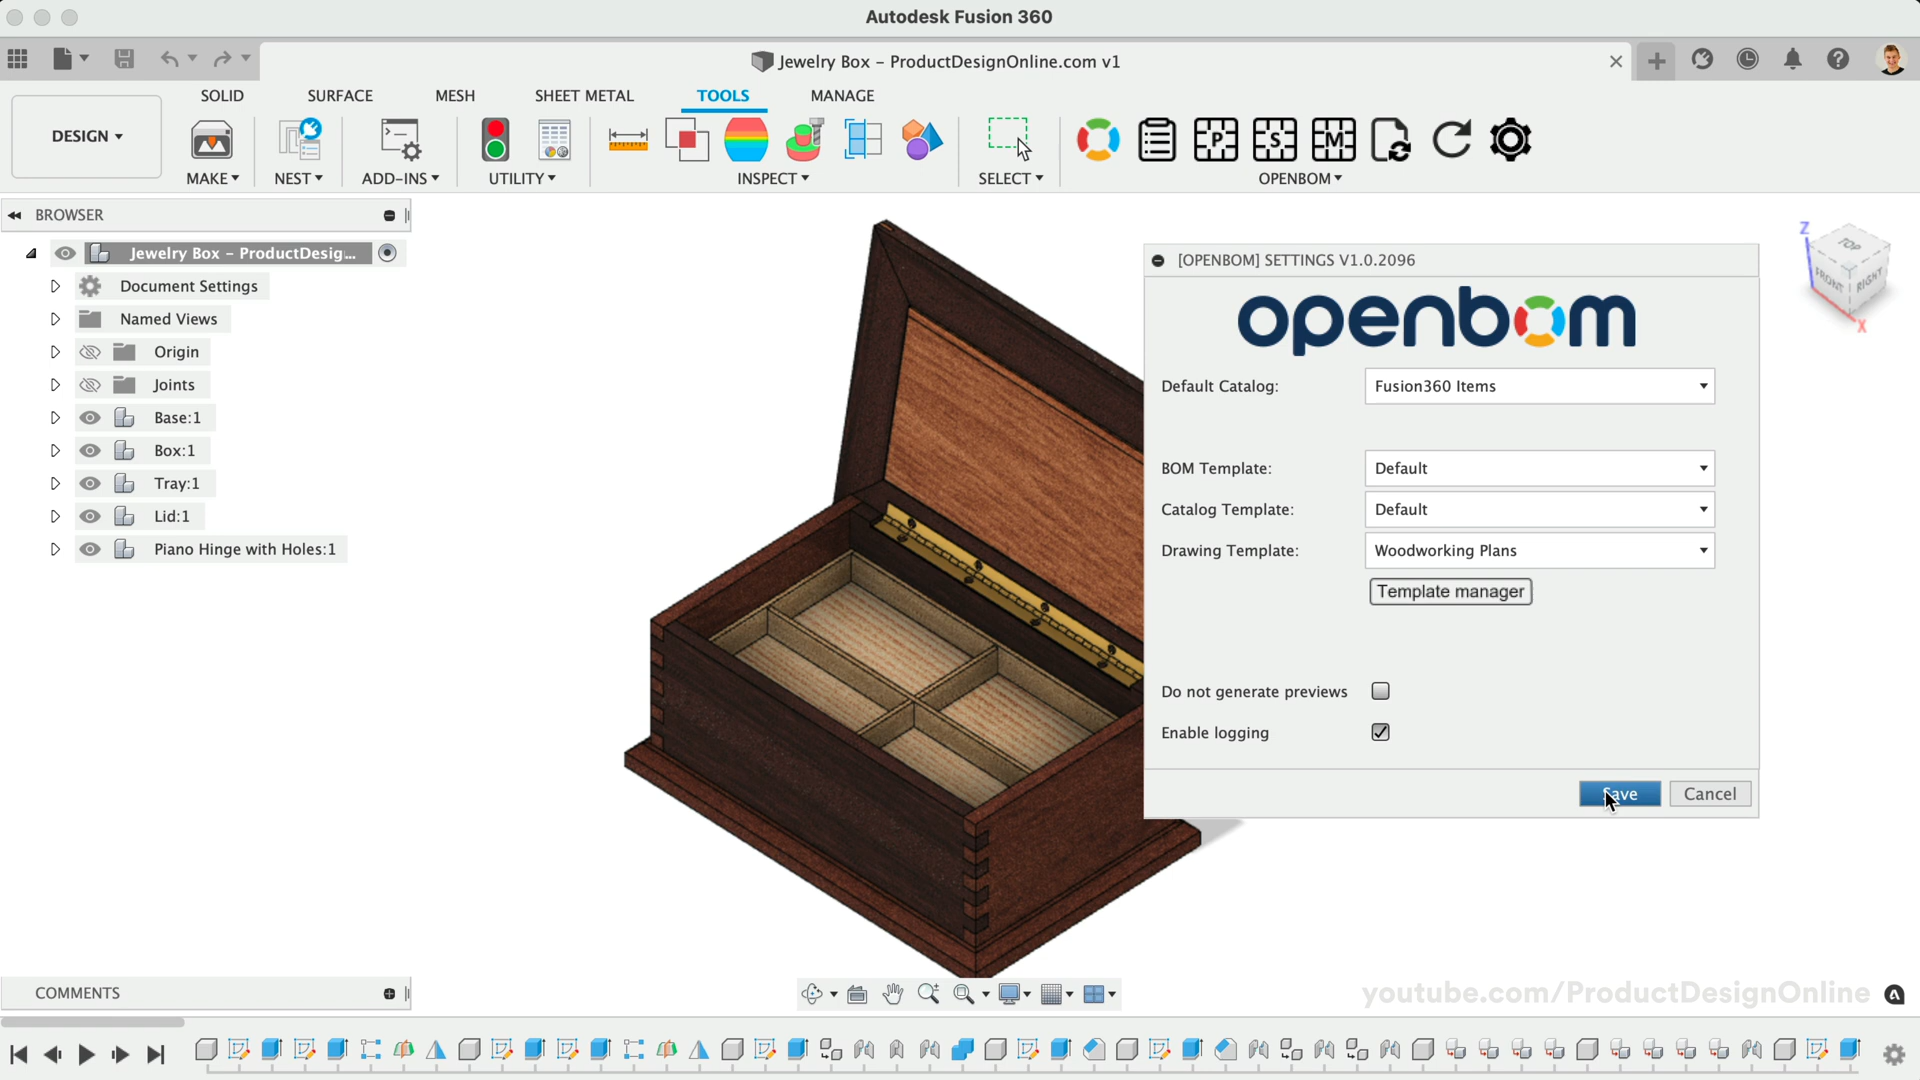 Autodesk Fusion 360
Jewelry Box – ProductDesignOnline.com v1
SOLID SURFACE MESH SHEET METAL TOOLS MANAGE
DESIGN
P S M
MAKE NEST ADD-INS UTILITY INSPECT SELECT OPENBOM
BROWSER
Jewelry Box – ProductDesig...
Document Settings
Named Views
Origin
Joints
Base:1
Box:1
Tray:1
Lid:1
Piano Hinge with Holes:1
[OPENBOM] SETTINGS V1.0.2096
openbom
Default Catalog: Fusion360 Items
BOM Template: Default
Catalog Template: Default
Drawing Template: Woodworking Plans
Template manager
Do not generate previews
Enable logging
Save Cancel
Z
TOP
FRONT RIGHT
X
COMMENTS
youtube.com/ProductDesignOnline